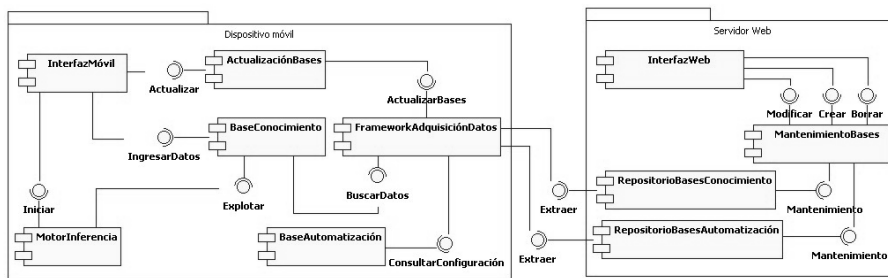 Dispositivo móvil
Servidor Web
InterfazMóvil
ActualizaciónBases
InterfazWeb
Actualizar
ActualizarBases
Modificar
Crear
Borrar
BaseConocimiento
FrameworkAdquisiciónDatos
MantenimientoBases
IngresarDatos
RepositorioBasesConocimiento
Iniciar
Explotar
BuscarDatos
Extraer
Mantenimiento
MotorInferencia
BaseAutomatización
RepositorioBasesAutomatización
ConsultarConfiguración
Extraer
Mantenimiento